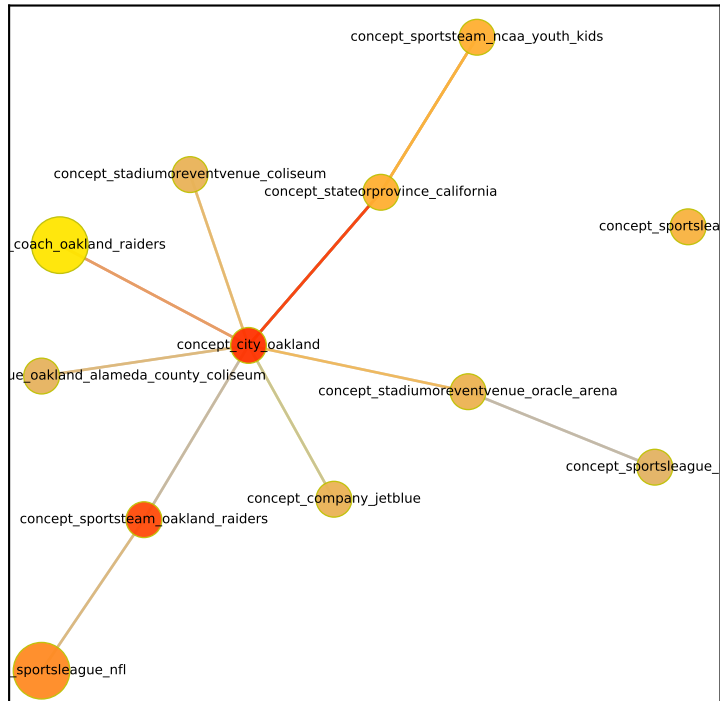 concept_sportsteam_ncaa_youth_kids
concept_stadiumoreventvenue_coliseum
concept_stateorprovince_california
concept_sportslea
_coach_oakland_raiders
concept_city_oakland
ue_oakland_alameda_county_coliseum
concept_stadiumoreventvenue_oracle_arena
concept_sportsleague_
concept_company_jetblue
concept_sportsteam_oakland_raiders
_sportsleague_nfl